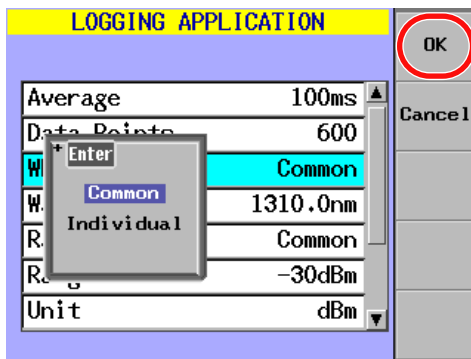 LOGGING APPLICATION
OK
Cancel
Average 100ms
Data Points 600
Common
1310.0nm
Common
-30dBm
Unit dBm
Enter
Common
Individual